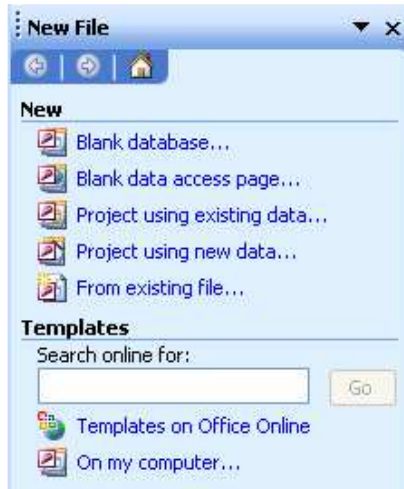 New File
New
Blank database...
Blank data access page...
Project using existing data...
Project using new data...
From existing file...
Templates
Search online for:
Go
Templates on Office Online
On my computer...